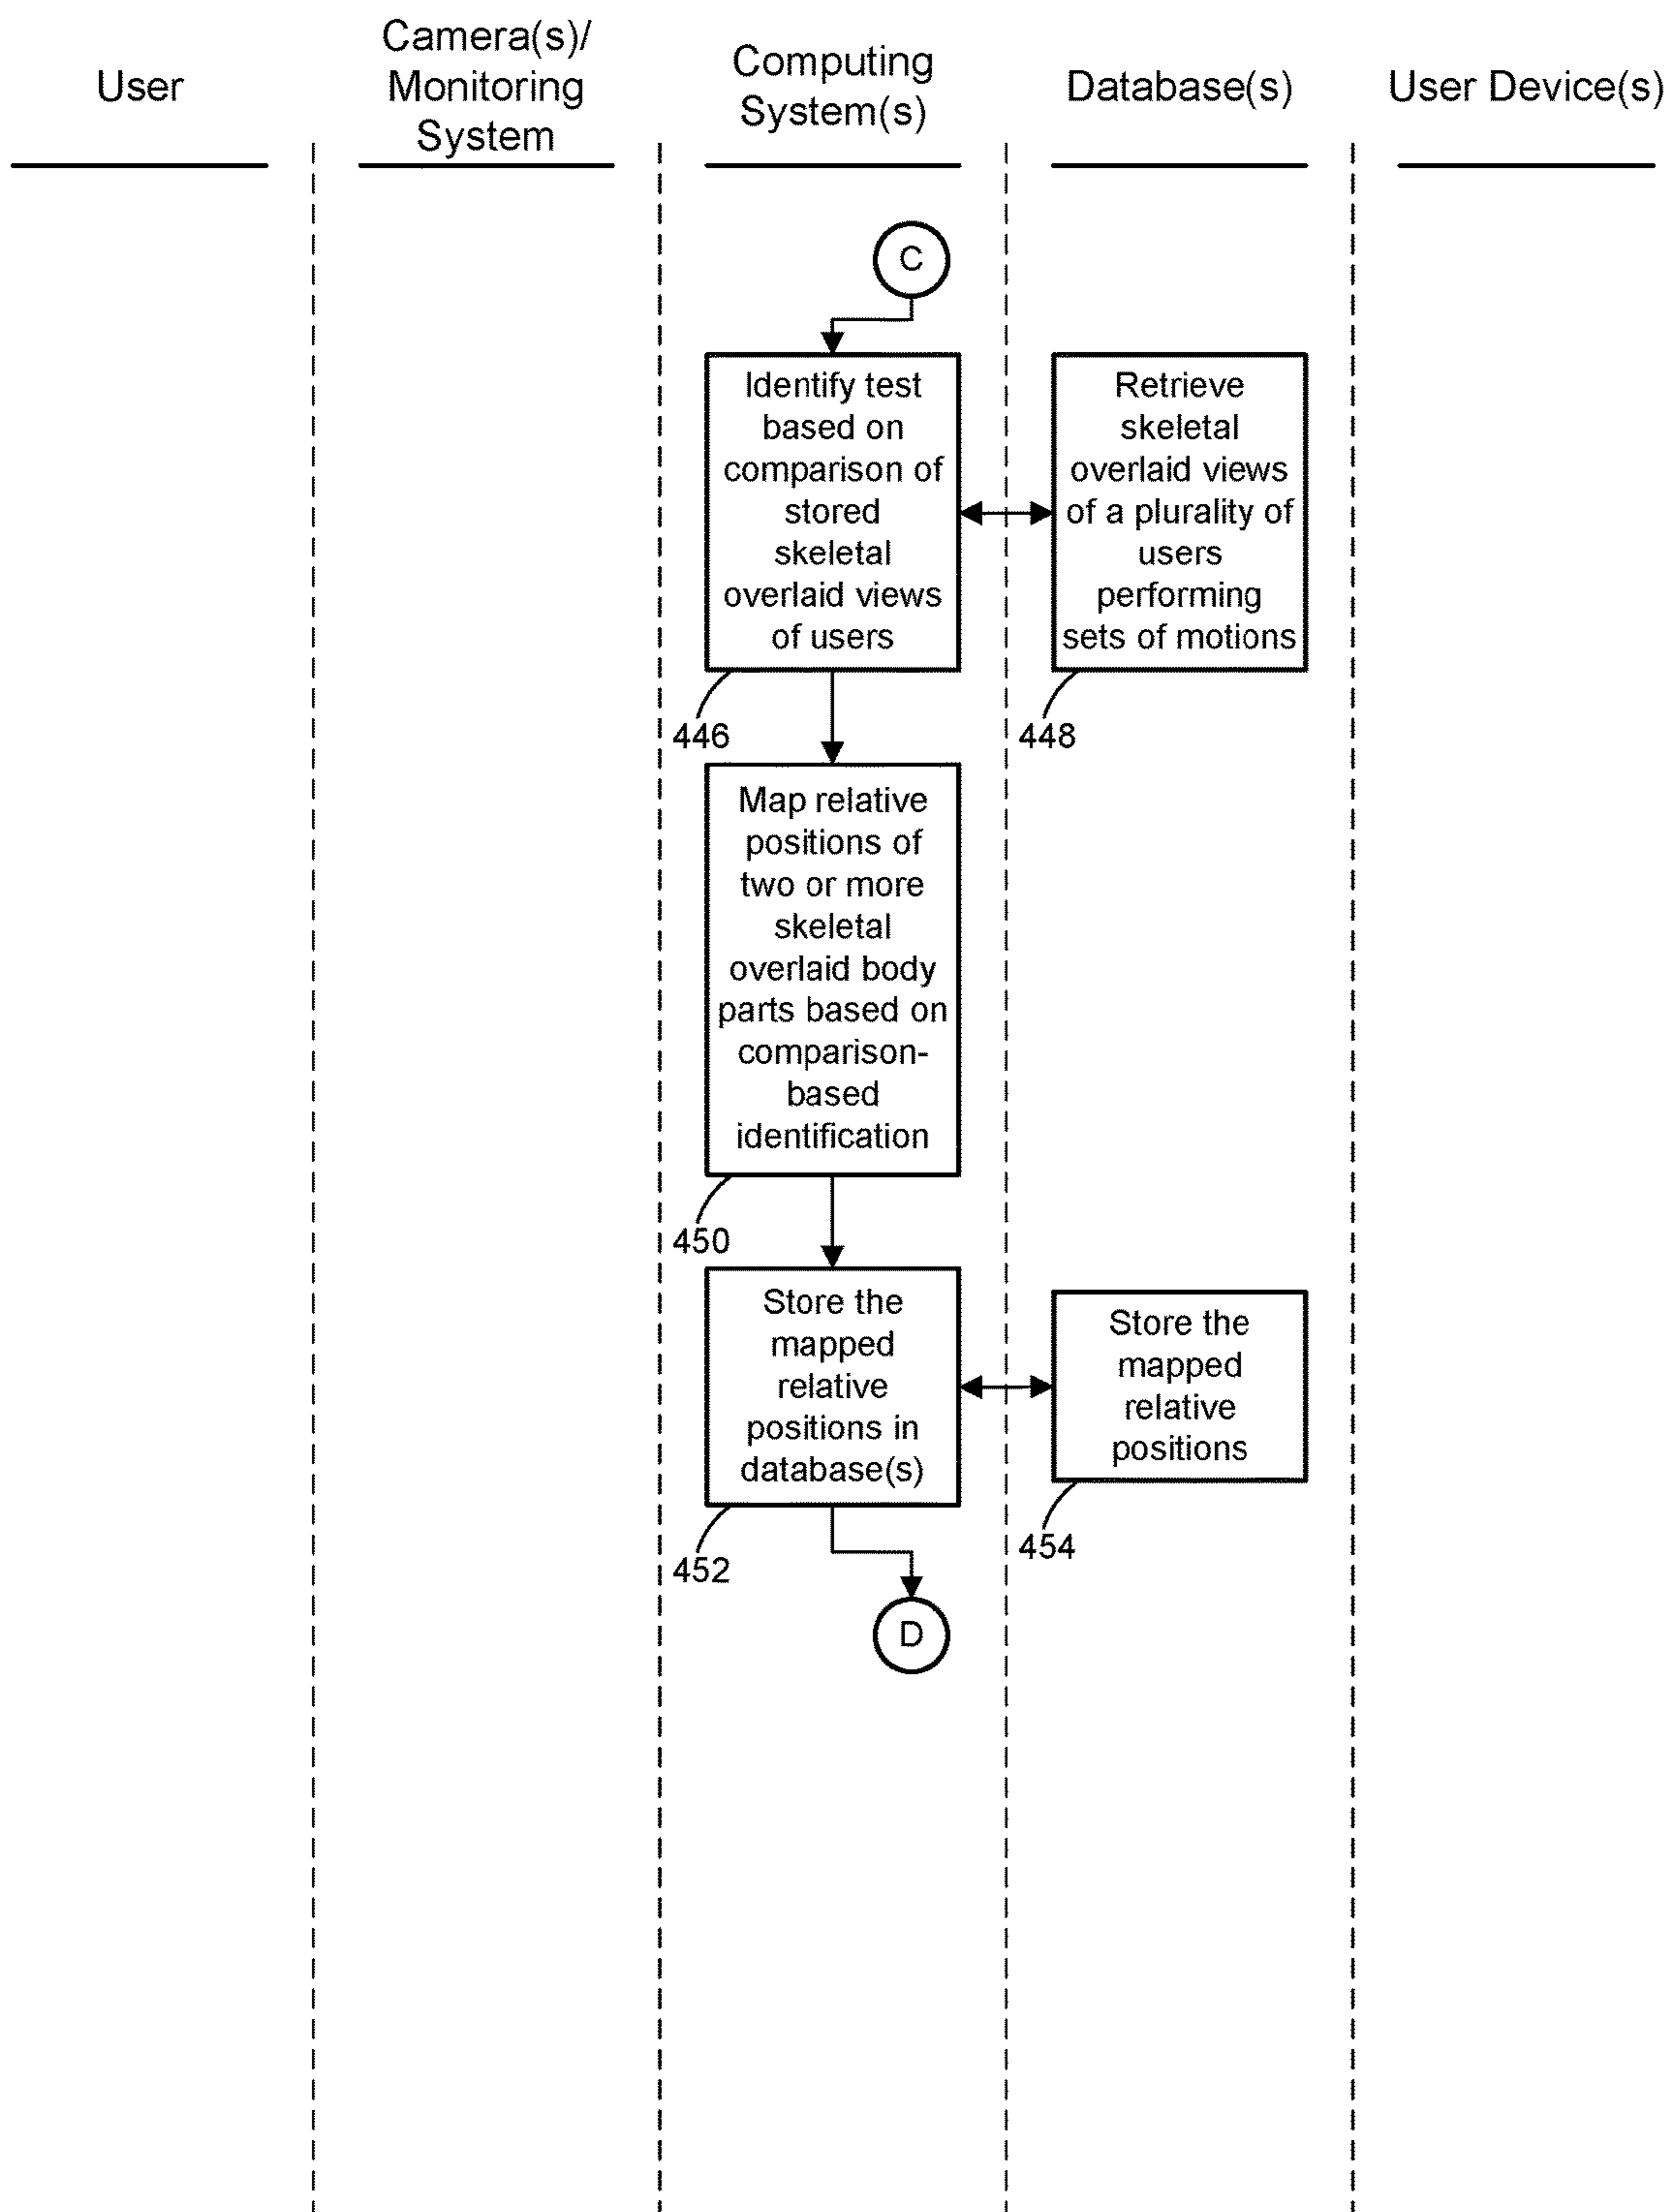 User
Camera(s)/
Monitoring
System
Computing
System(s)
Database(s)
User Device(s)
C
Identify test
based on
comparison of
stored
skeletal
overlaid views
of users
446
Retrieve
skeletal
overlaid views
of a plurality of
users
performing
sets of motions
448
Map relative
positions of
two or more
skeletal
overlaid body
parts based on
comparison-
based
identification
450
Store the
mapped
relative
positions in
database(s)
452
Store the
mapped
relative
positions
454
D